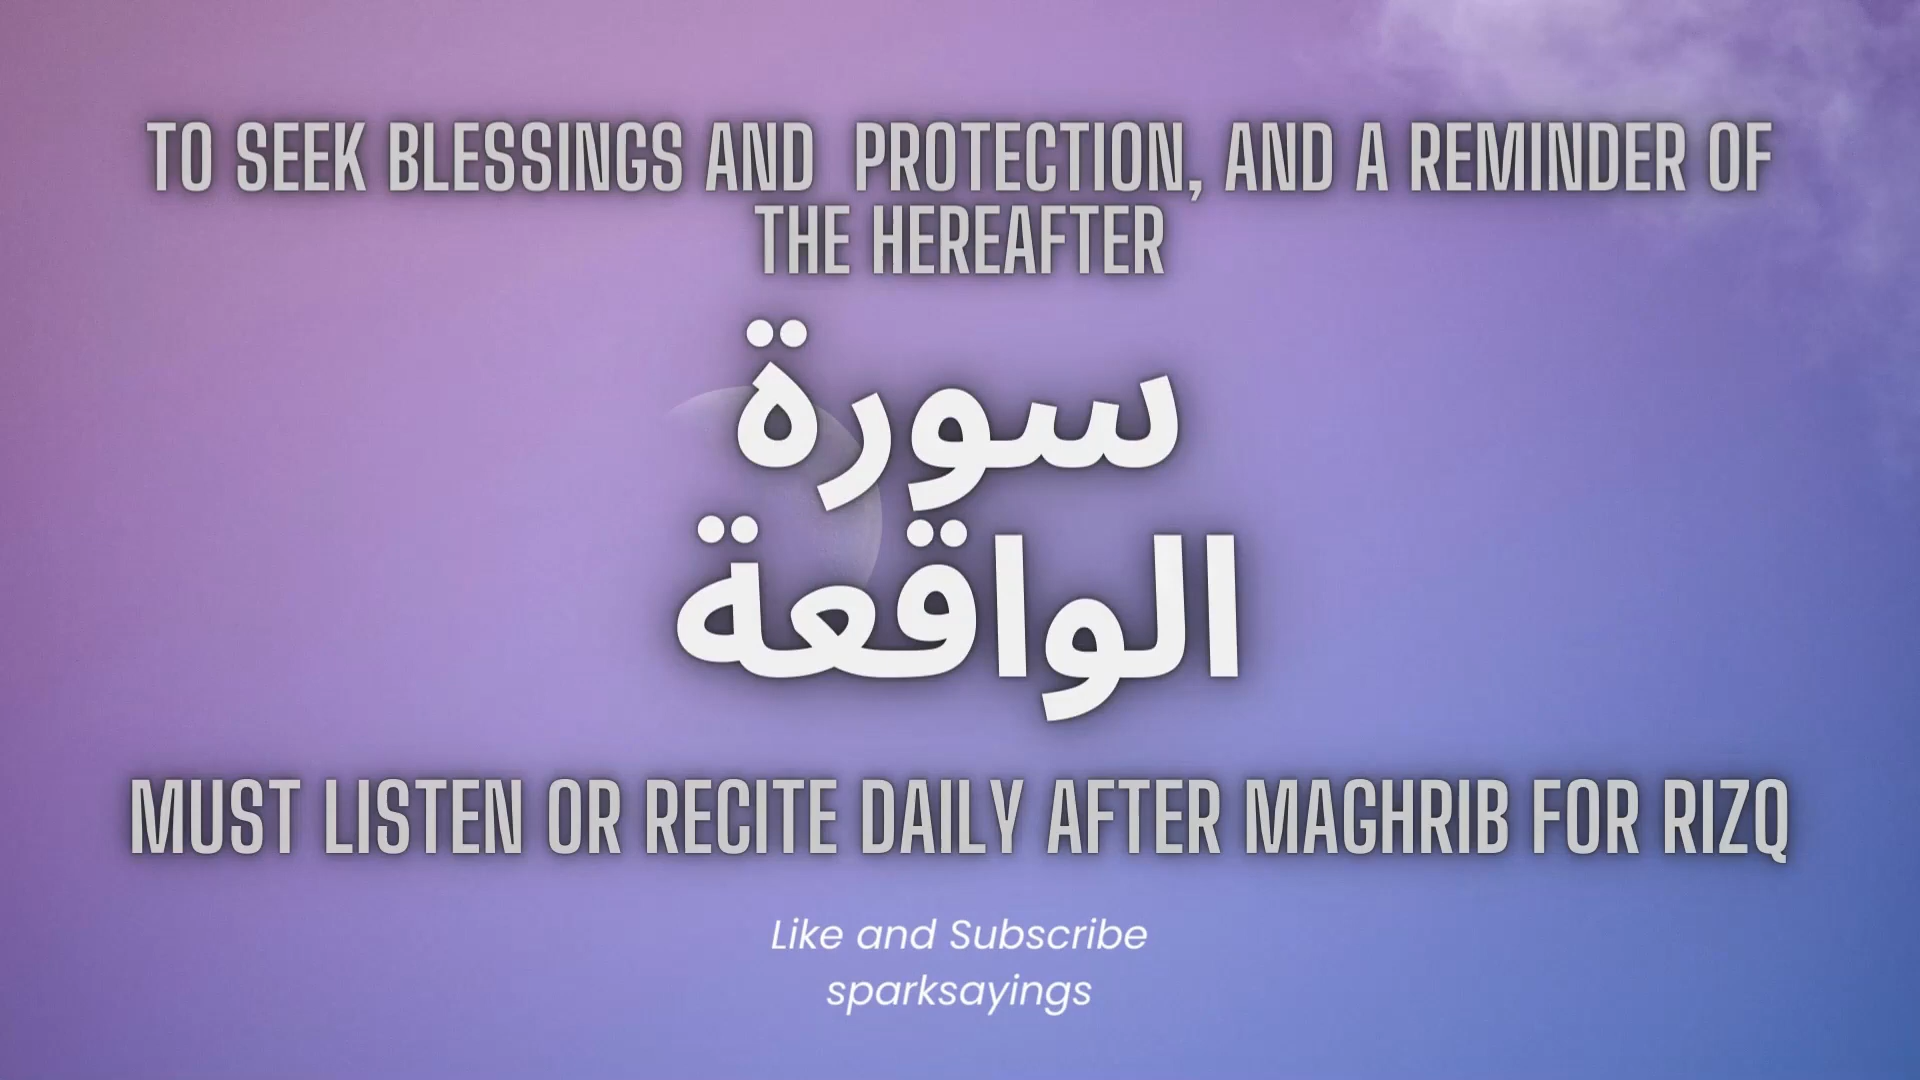 TO SEEK BLESSINGS AND PROTECTION, AND A REMINDER OF
THE HEREAFTER
سورة
الواقعة
MUST LISTEN OR RECITE DAILY AFTER MAGHRIB FOR RIZQ
Like and Subscribe
sparksayings